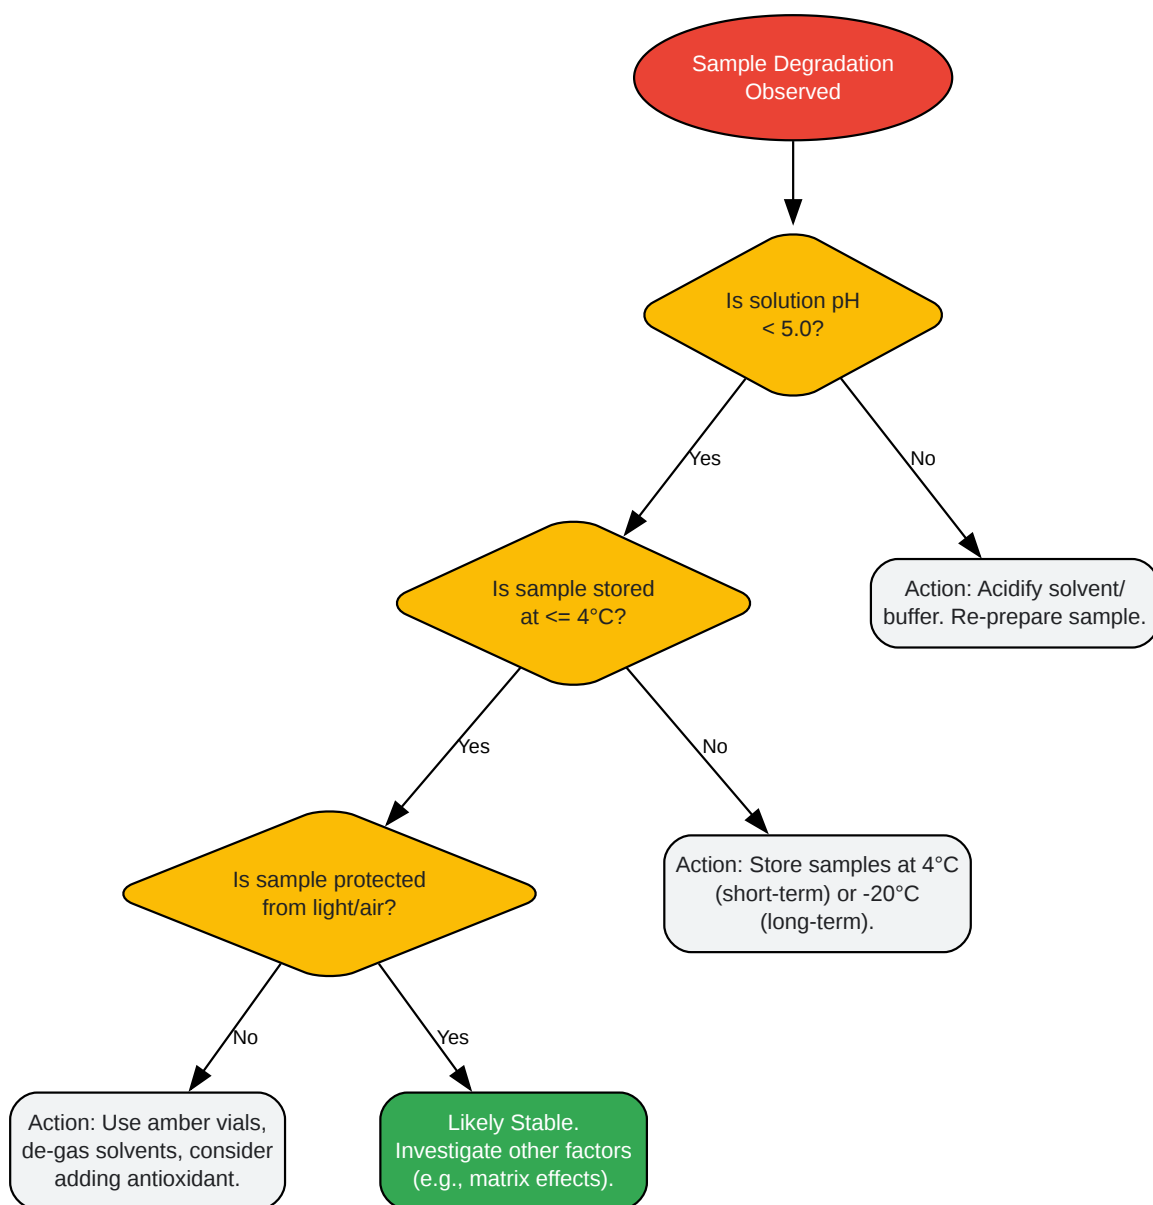 Sample Degradation
Observed
Is solution pH
< 5.0?
Yes
No
Is sample stored
at <= 4°C?
Action: Acidify solvent/
buffer. Re-prepare sample.
Yes
No
Is sample protected
from light/air?
Action: Store samples at 4°C
(short-term) or -20°C
(long-term).
No
Yes
Action: Use amber vials,
de-gas solvents, consider
adding antioxidant.
Likely Stable.
Investigate other factors
(e.g., matrix effects).